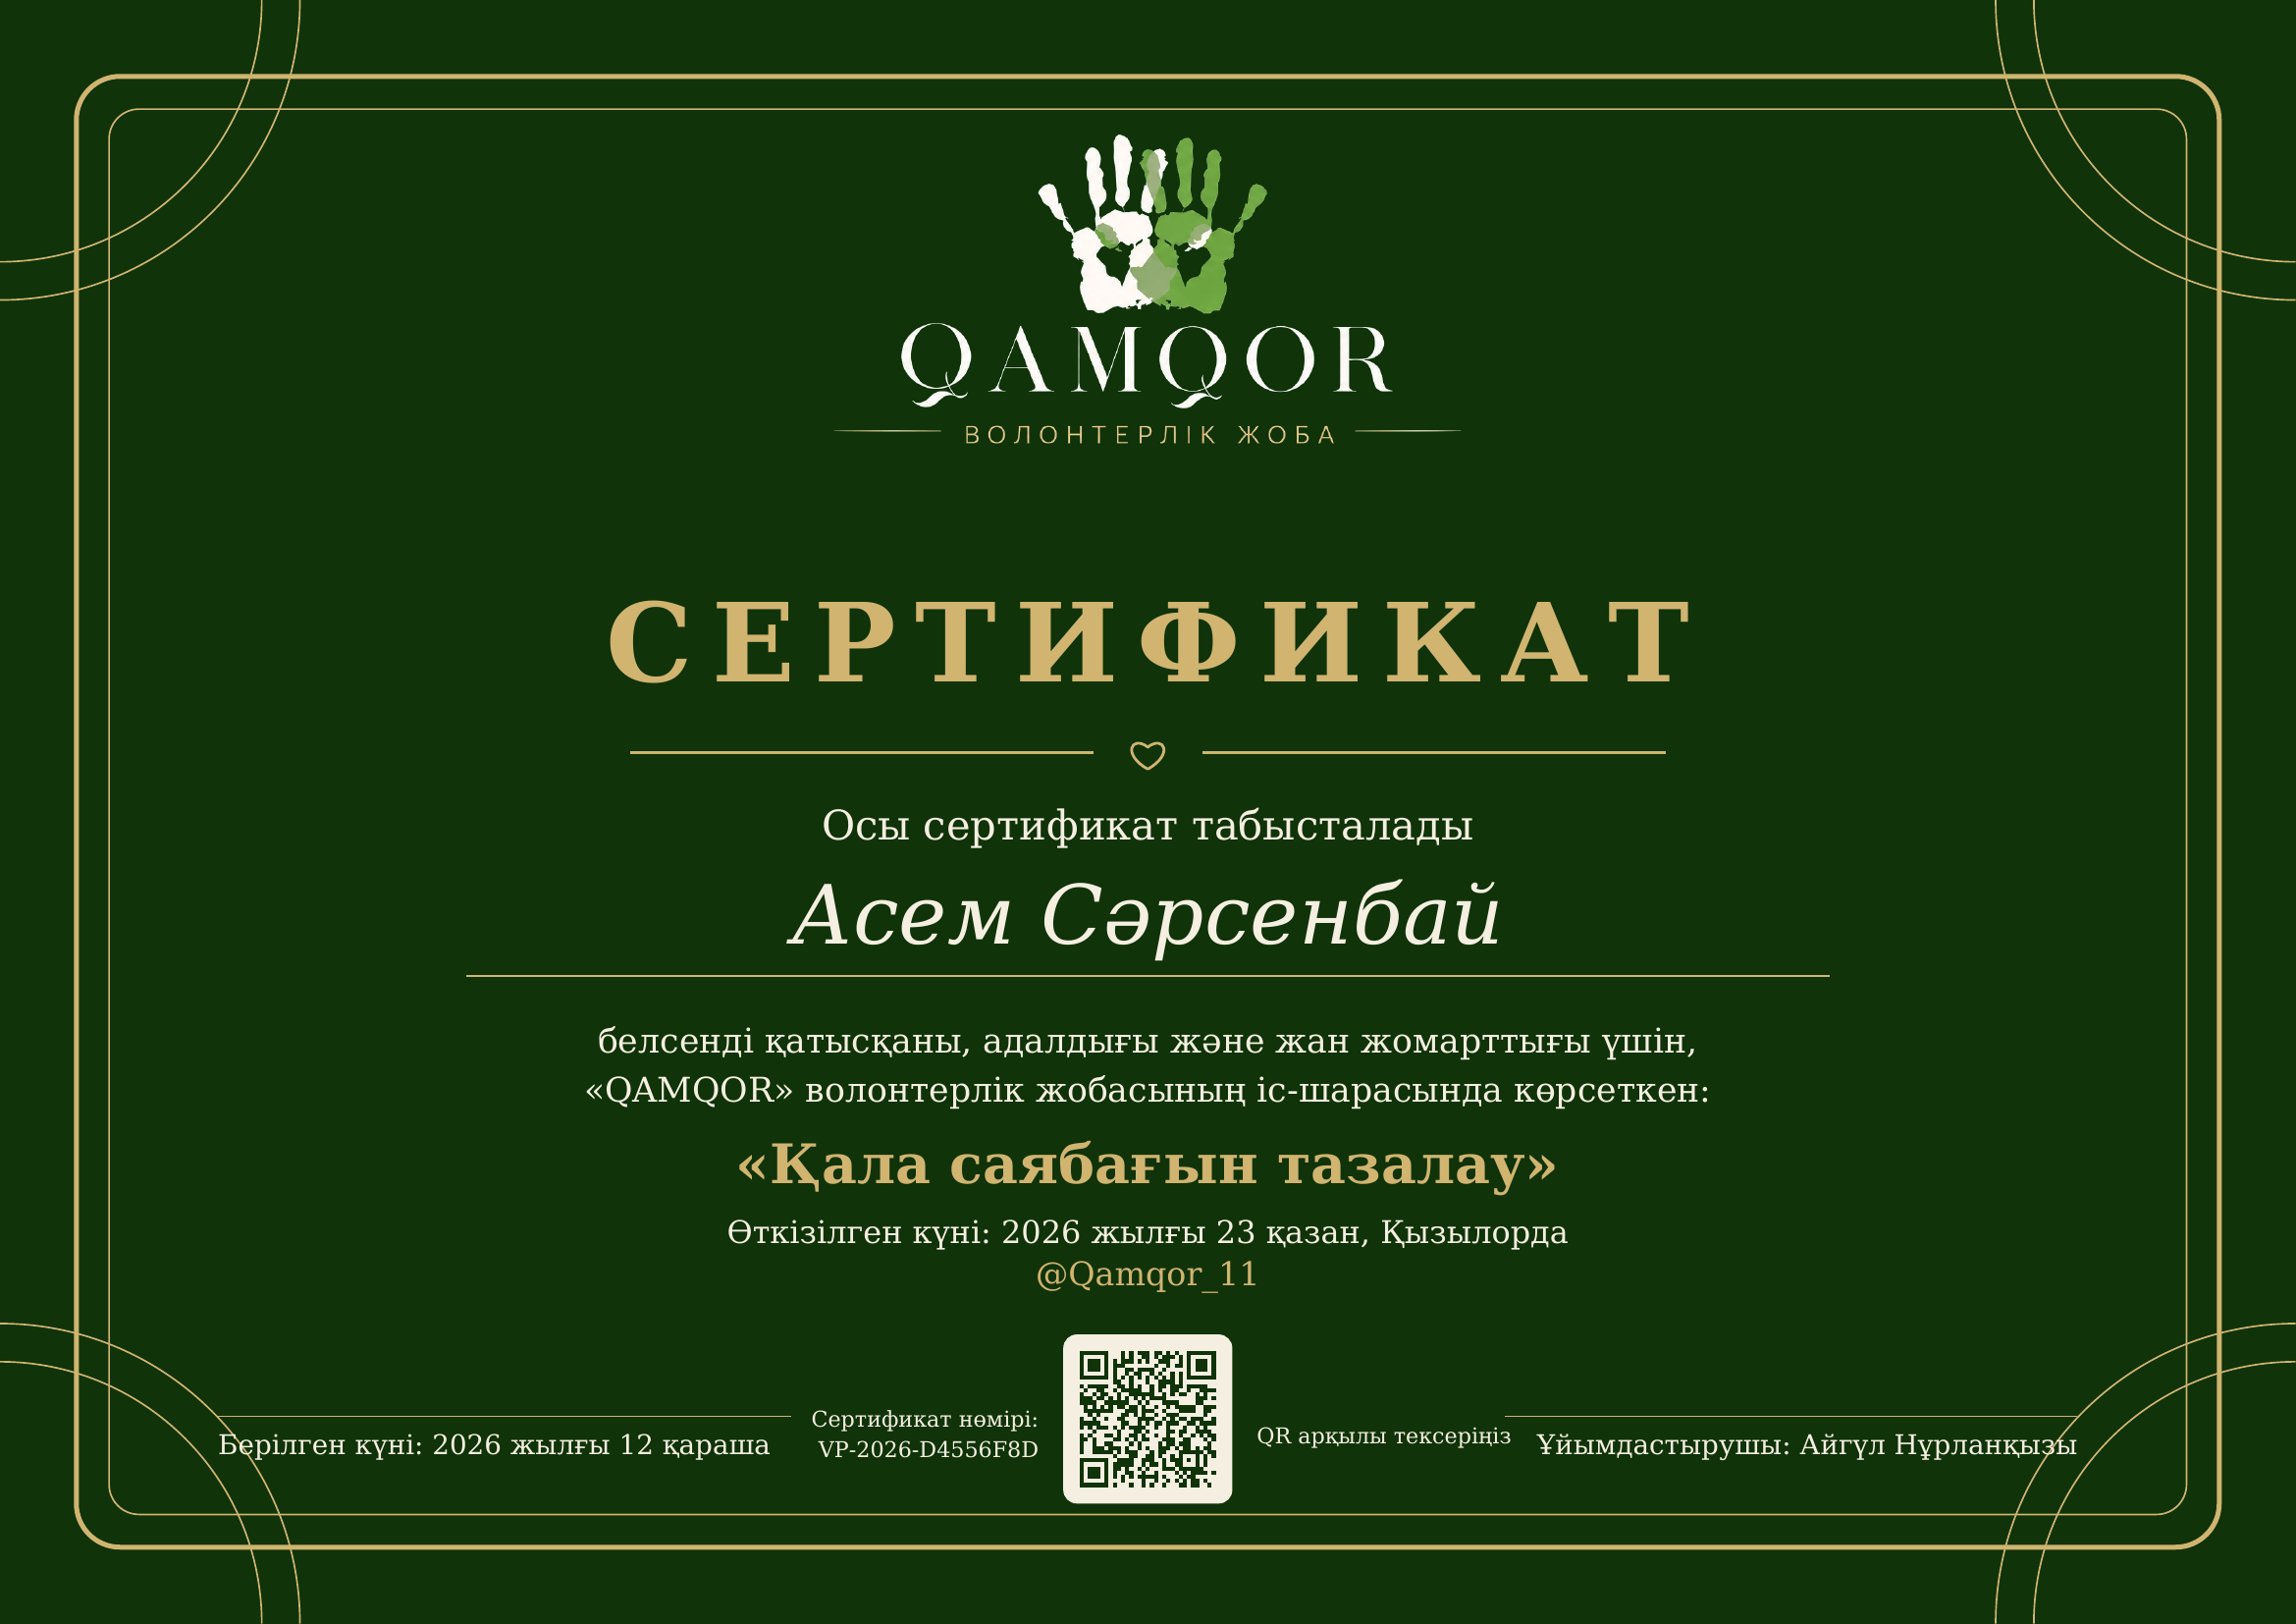 QAMQOR
ВОЛОНТЕРЛІК ЖОБА
СЕРТИФИКАТ
Осы сертификат табысталады
Асем Сәрсенбай
белсенді қатысқаны, адалдығы және жан жомарттығы үшін,
«QAMQOR» волонтерлік жобасының іс-шарасында көрсеткен:
«Қала саябағын тазалау»
Өткізілген күні: 2026 жылғы 23 қазан, Қызылорда
@Qamqor_11
Берілген күні: 2026 жылғы 12 қараша
Сертификат нөмірі:
VP-2026-D4556F8D
QR арқылы тексеріңіз
Ұйымдастырушы: Айгүл Нұрланқызы